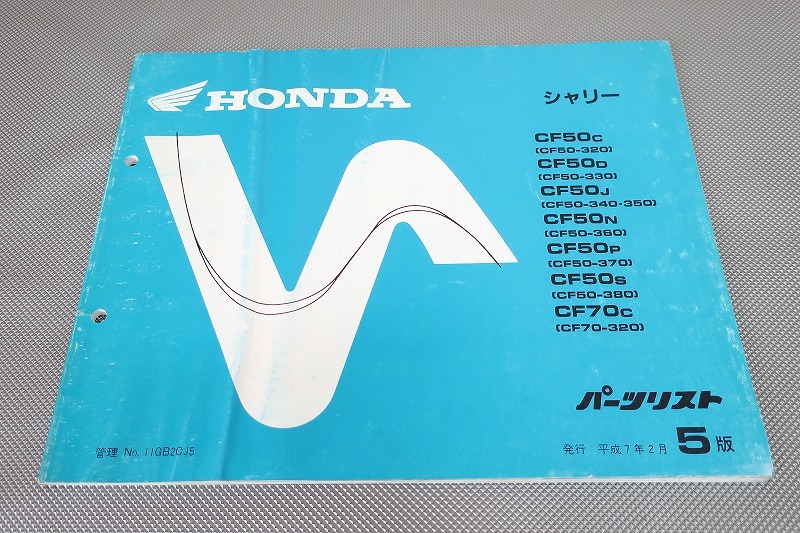 HONDA
シャリー
CF50C
(CF50-320)
CF50D
(CF50-330)
CF50J
(CF50-340・350)
CF50N
(CF50-360)
CF50P
(CF50-370)
CF50S
(CF50-380)
CF70C
(CF70-320)
パーツリスト
管理 No. 11GB2CJ5
発行 平成7年2月 5版